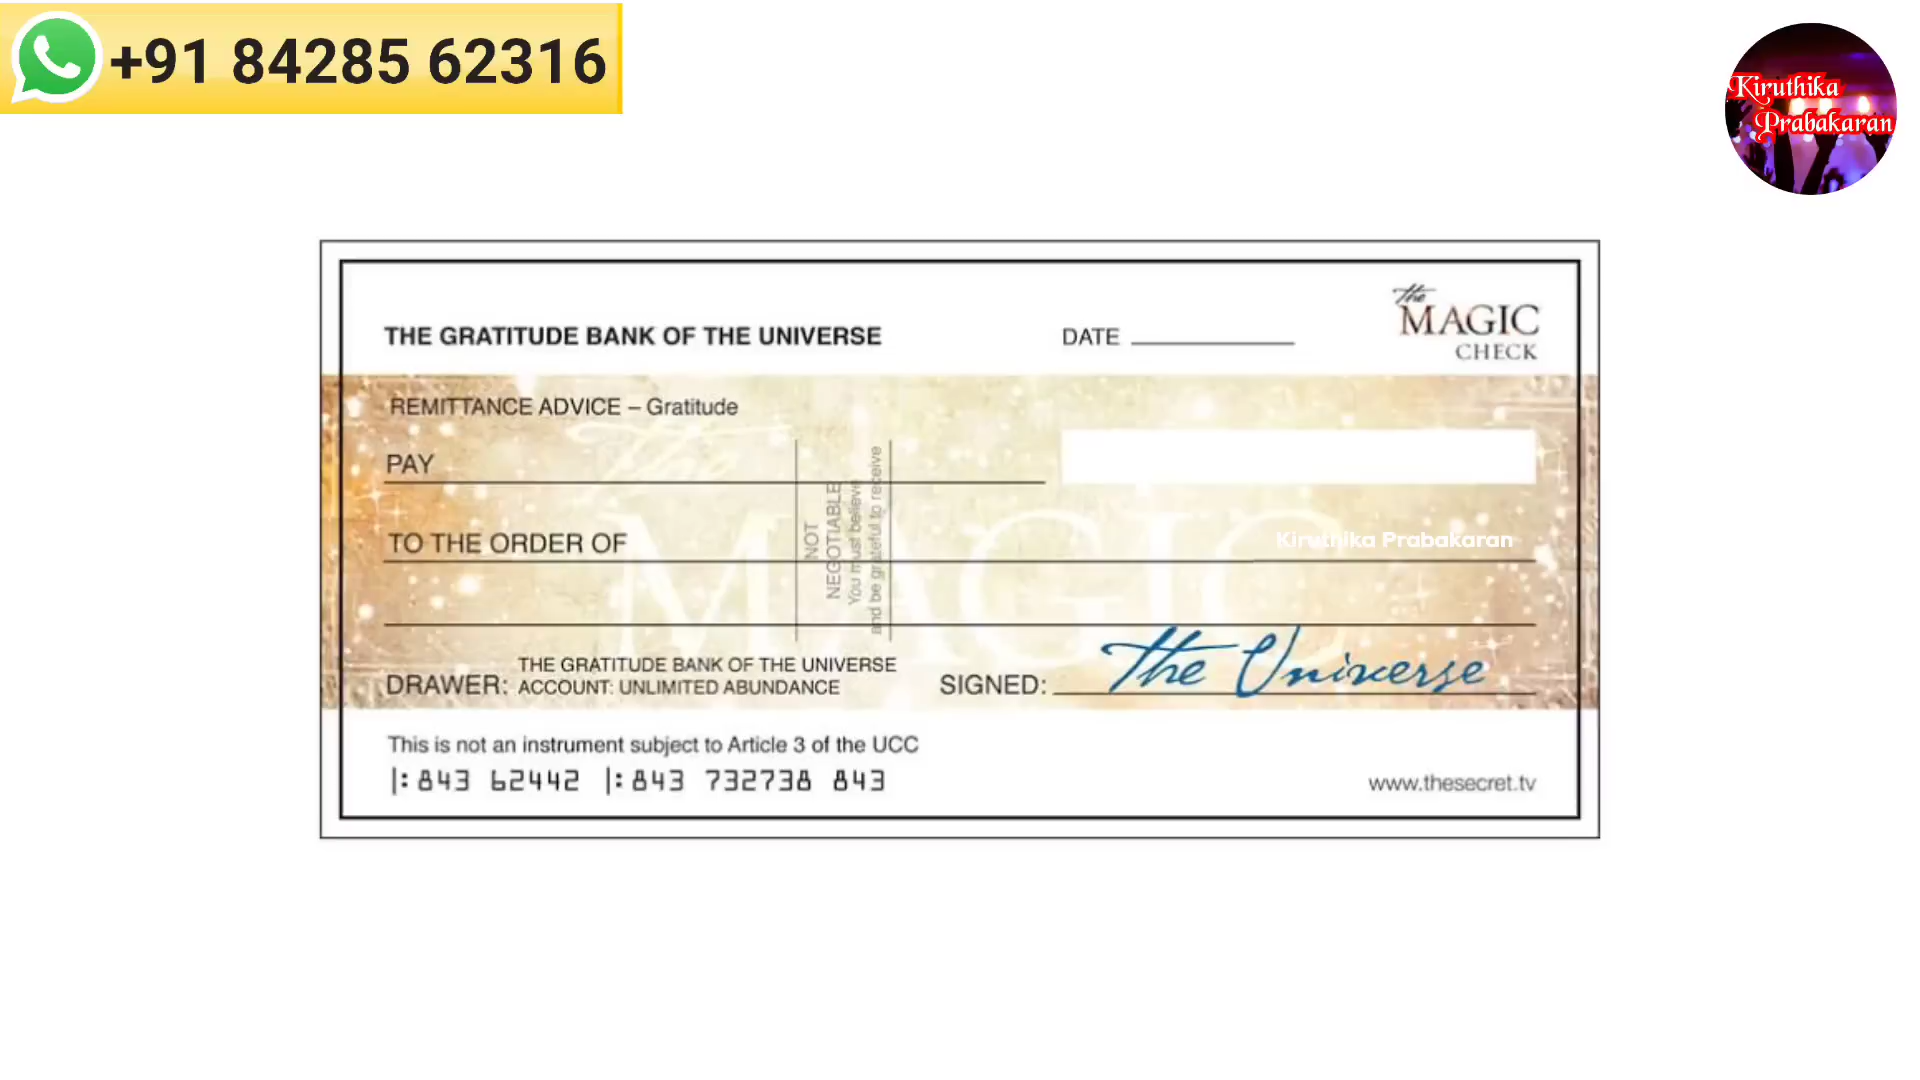 +91 84285 62316
Kiruthika
Prabakaran
the
MAGIC
CHECK
THE GRATITUDE BANK OF THE UNIVERSE
DATE
REMITTANCE ADVICE – Gratitude
PAY
NOT
NEGOTIABLE
You must believe
and be grateful to receive
TO THE ORDER OF
Kiruthika Prabakaran
the
MAGIC
THE GRATITUDE BANK OF THE UNIVERSE
DRAWER: ACCOUNT: UNLIMITED ABUNDANCE
SIGNED: The Universe
This is not an instrument subject to Article 3 of the UCC
|:843 62442 |:843 732738 843
www.thesecret.tv